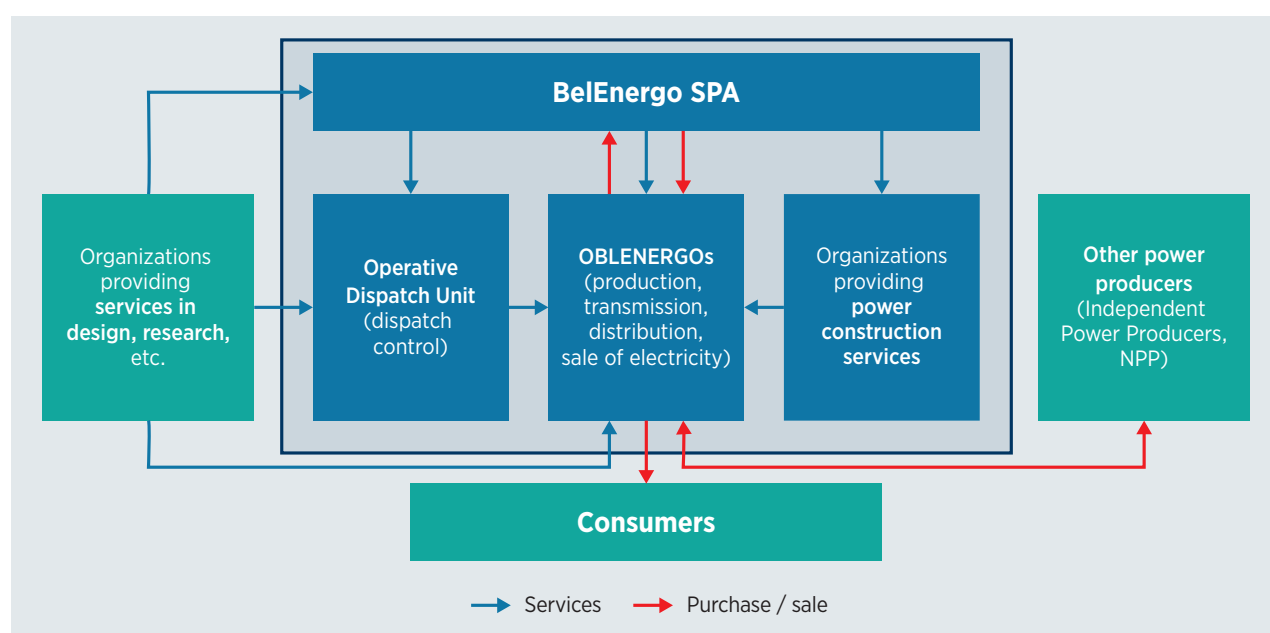 BelEnergo SPA
Organizations
providing
services in
design, research,
etc.
Operative
Dispatch Unit
(dispatch
control)
OBLENERGOs
(production,
transmission,
distribution,
sale of electricity)
Organizations
providing
power
construction
services
Other power
producers
(Independent
Power Producers,
NPP)
Consumers
Services
Purchase / sale